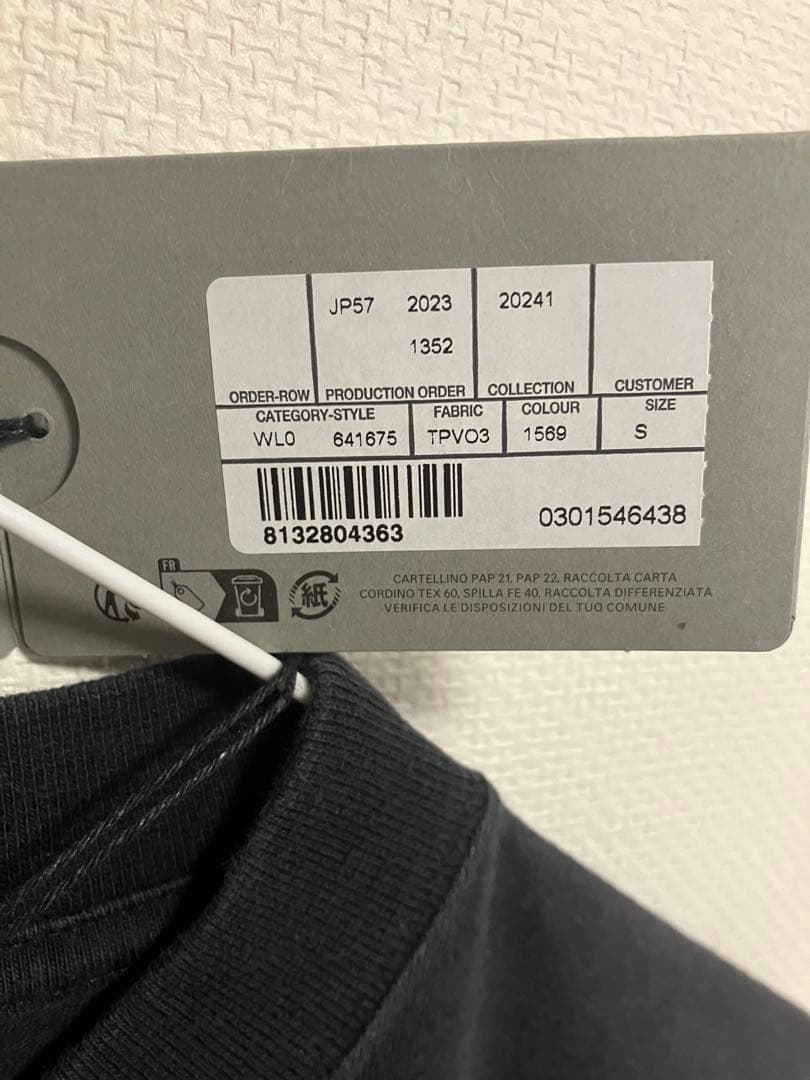 JP57 2023 20241
1352
ORDER-ROW PRODUCTION ORDER COLLECTION CUSTOMER
CATEGORY-STYLE FABRIC COLOUR SIZE
WL0 641675 TPVO3 1569 S
8132804363 0301546438
FR
紙
CARTELLINO PAP 21, PAP 22, RACCOLTA CARTA
CORDINO TEX 60, SPILLA FE 40, RACCOLTA DIFFERENZIATA
VERIFICA LE DISPOSIZIONI DEL TUO COMUNE